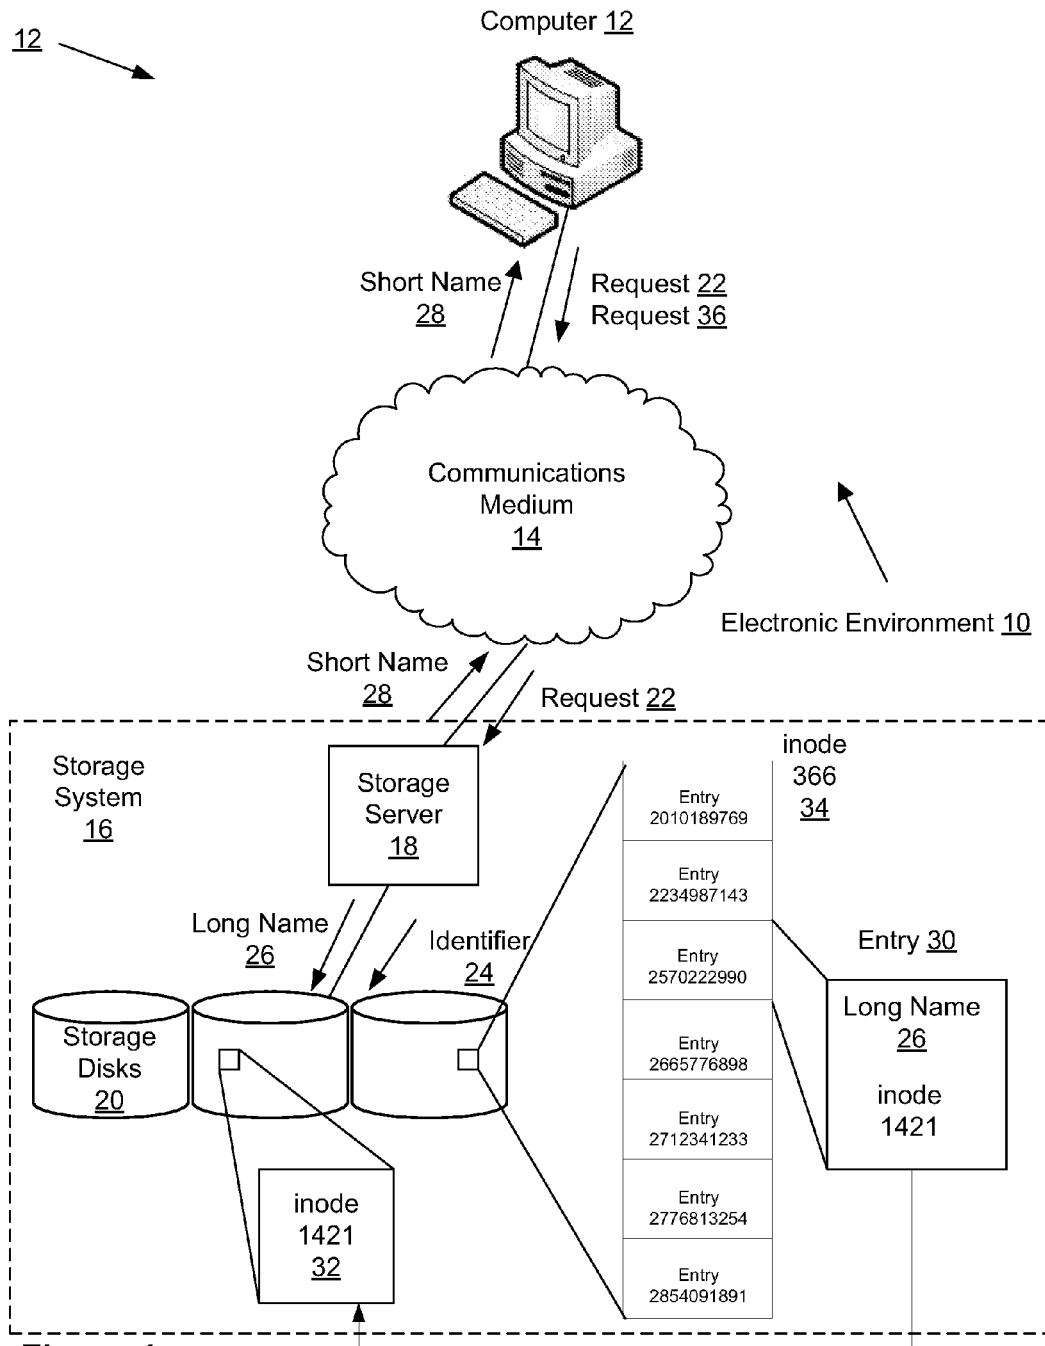 Computer 12
12
Short Name
28
Request 22
Request 36
Communications
Medium
14
Electronic Environment 10
Short Name
28
Request 22
Storage
System
16
Storage
Server
18
inode
366
34
Entry
2010189769
Entry
2234987143
Entry
2570222990
Entry
2665776898
Entry
2712341233
Entry
2776813254
Entry
2854091891
Long Name
26
Identifier
24
Entry 30
Long Name
26
inode
1421
Storage
Disks
20
inode
1421
32